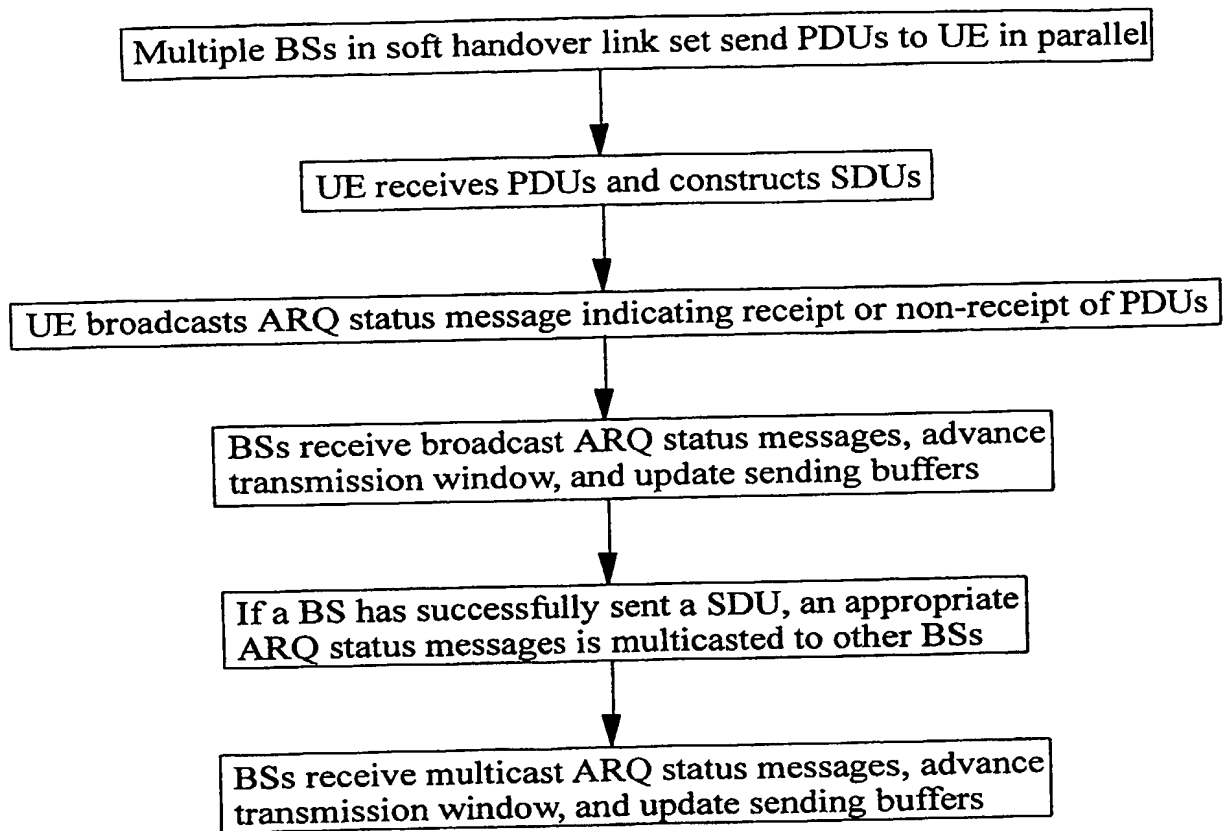 Multiple BSs in soft handover link set send PDUs to UE in parallel
UE receives PDUs and constructs SDUs
UE broadcasts ARQ status message indicating receipt or non-receipt of PDUs
BSs receive broadcast ARQ status messages, advance
transmission window, and update sending buffers
If a BS has successfully sent a SDU, an appropriate
ARQ status messages is multicasted to other BSs
BSs receive multicast ARQ status messages, advance
transmission window, and update sending buffers